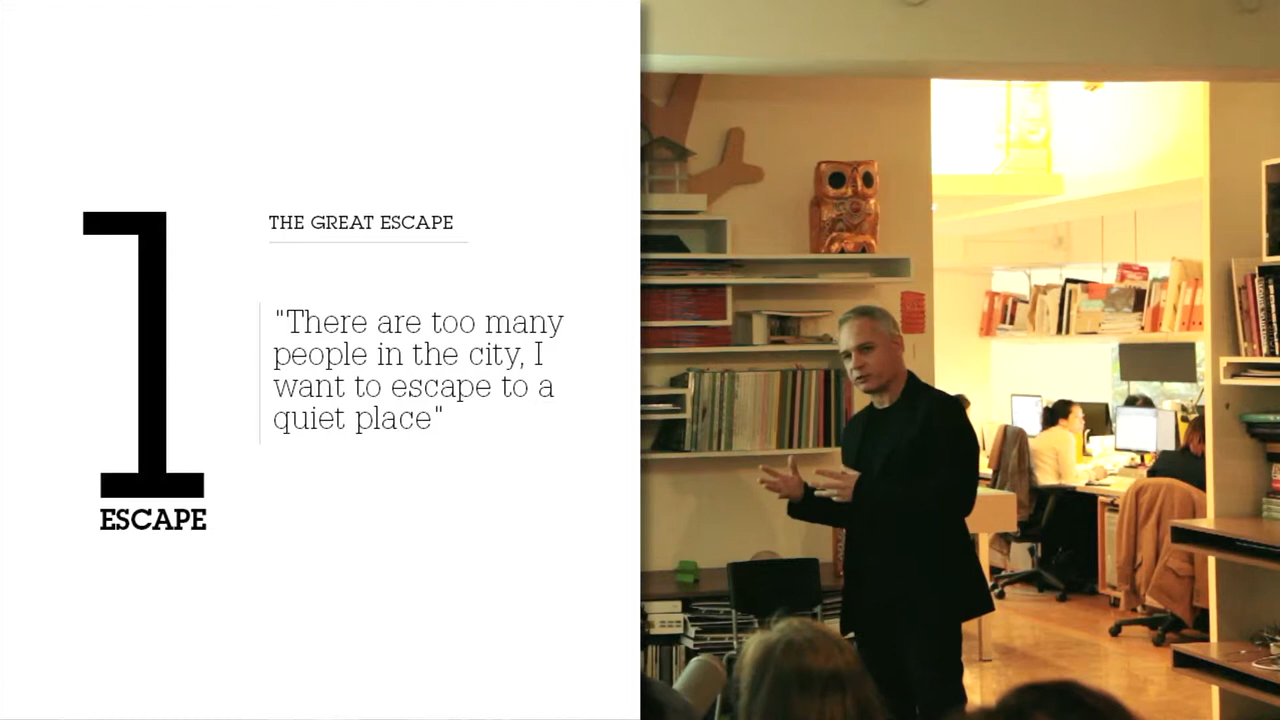 1
ESCAPE
THE GREAT ESCAPE
"There are too many
people in the city, I
want to escape to a
quiet place"